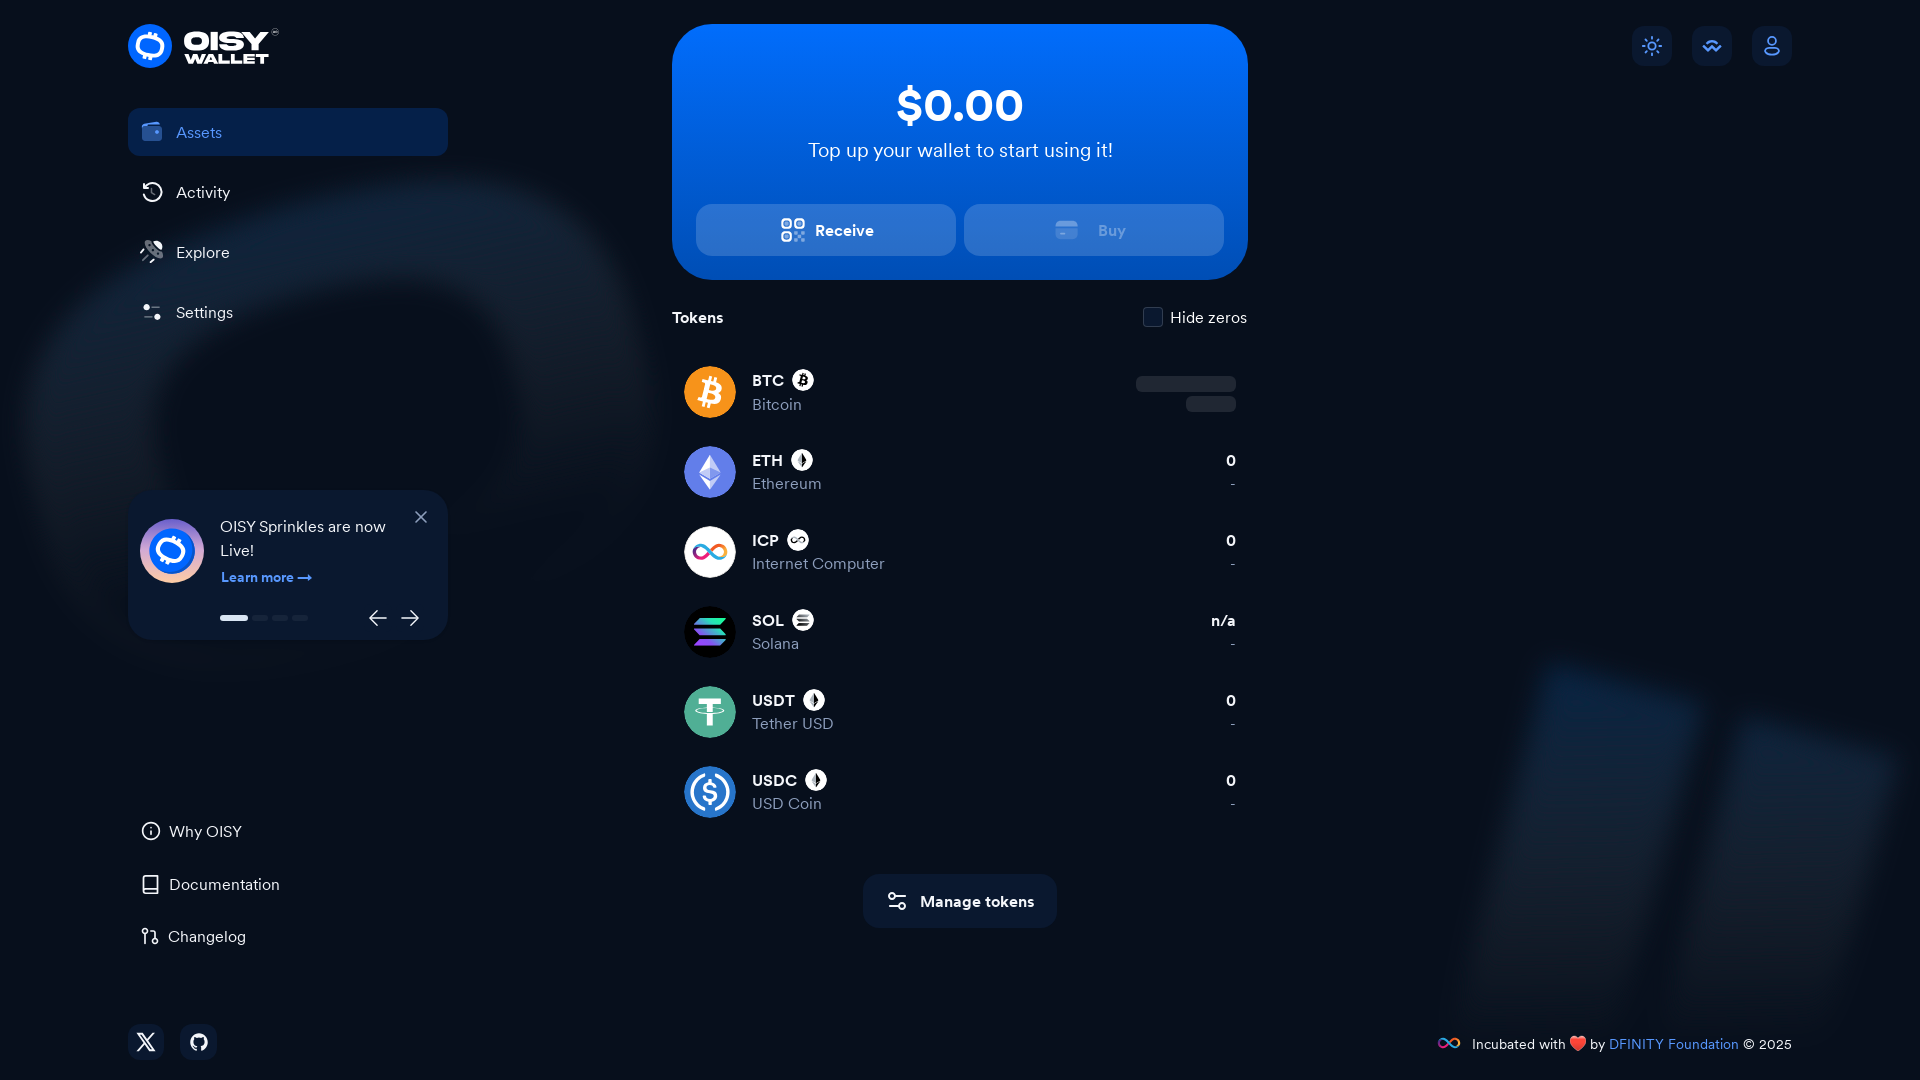 OISY
WALLET
Assets
Activity
Explore
Settings
OISY Sprinkles are now
Live!
Learn more →
Why OISY
Documentation
Changelog
$0.00
Top up your wallet to start using it!
Receive
Buy
Tokens
Hide zeros
BTC
Bitcoin
ETH
0
Ethereum
-
ICP
0
Internet Computer
-
SOL
n/a
Solana
-
USDT
0
Tether USD
-
USDC
0
USD Coin
-
Manage tokens
Incubated with ❤️ by DFINITY Foundation © 2025